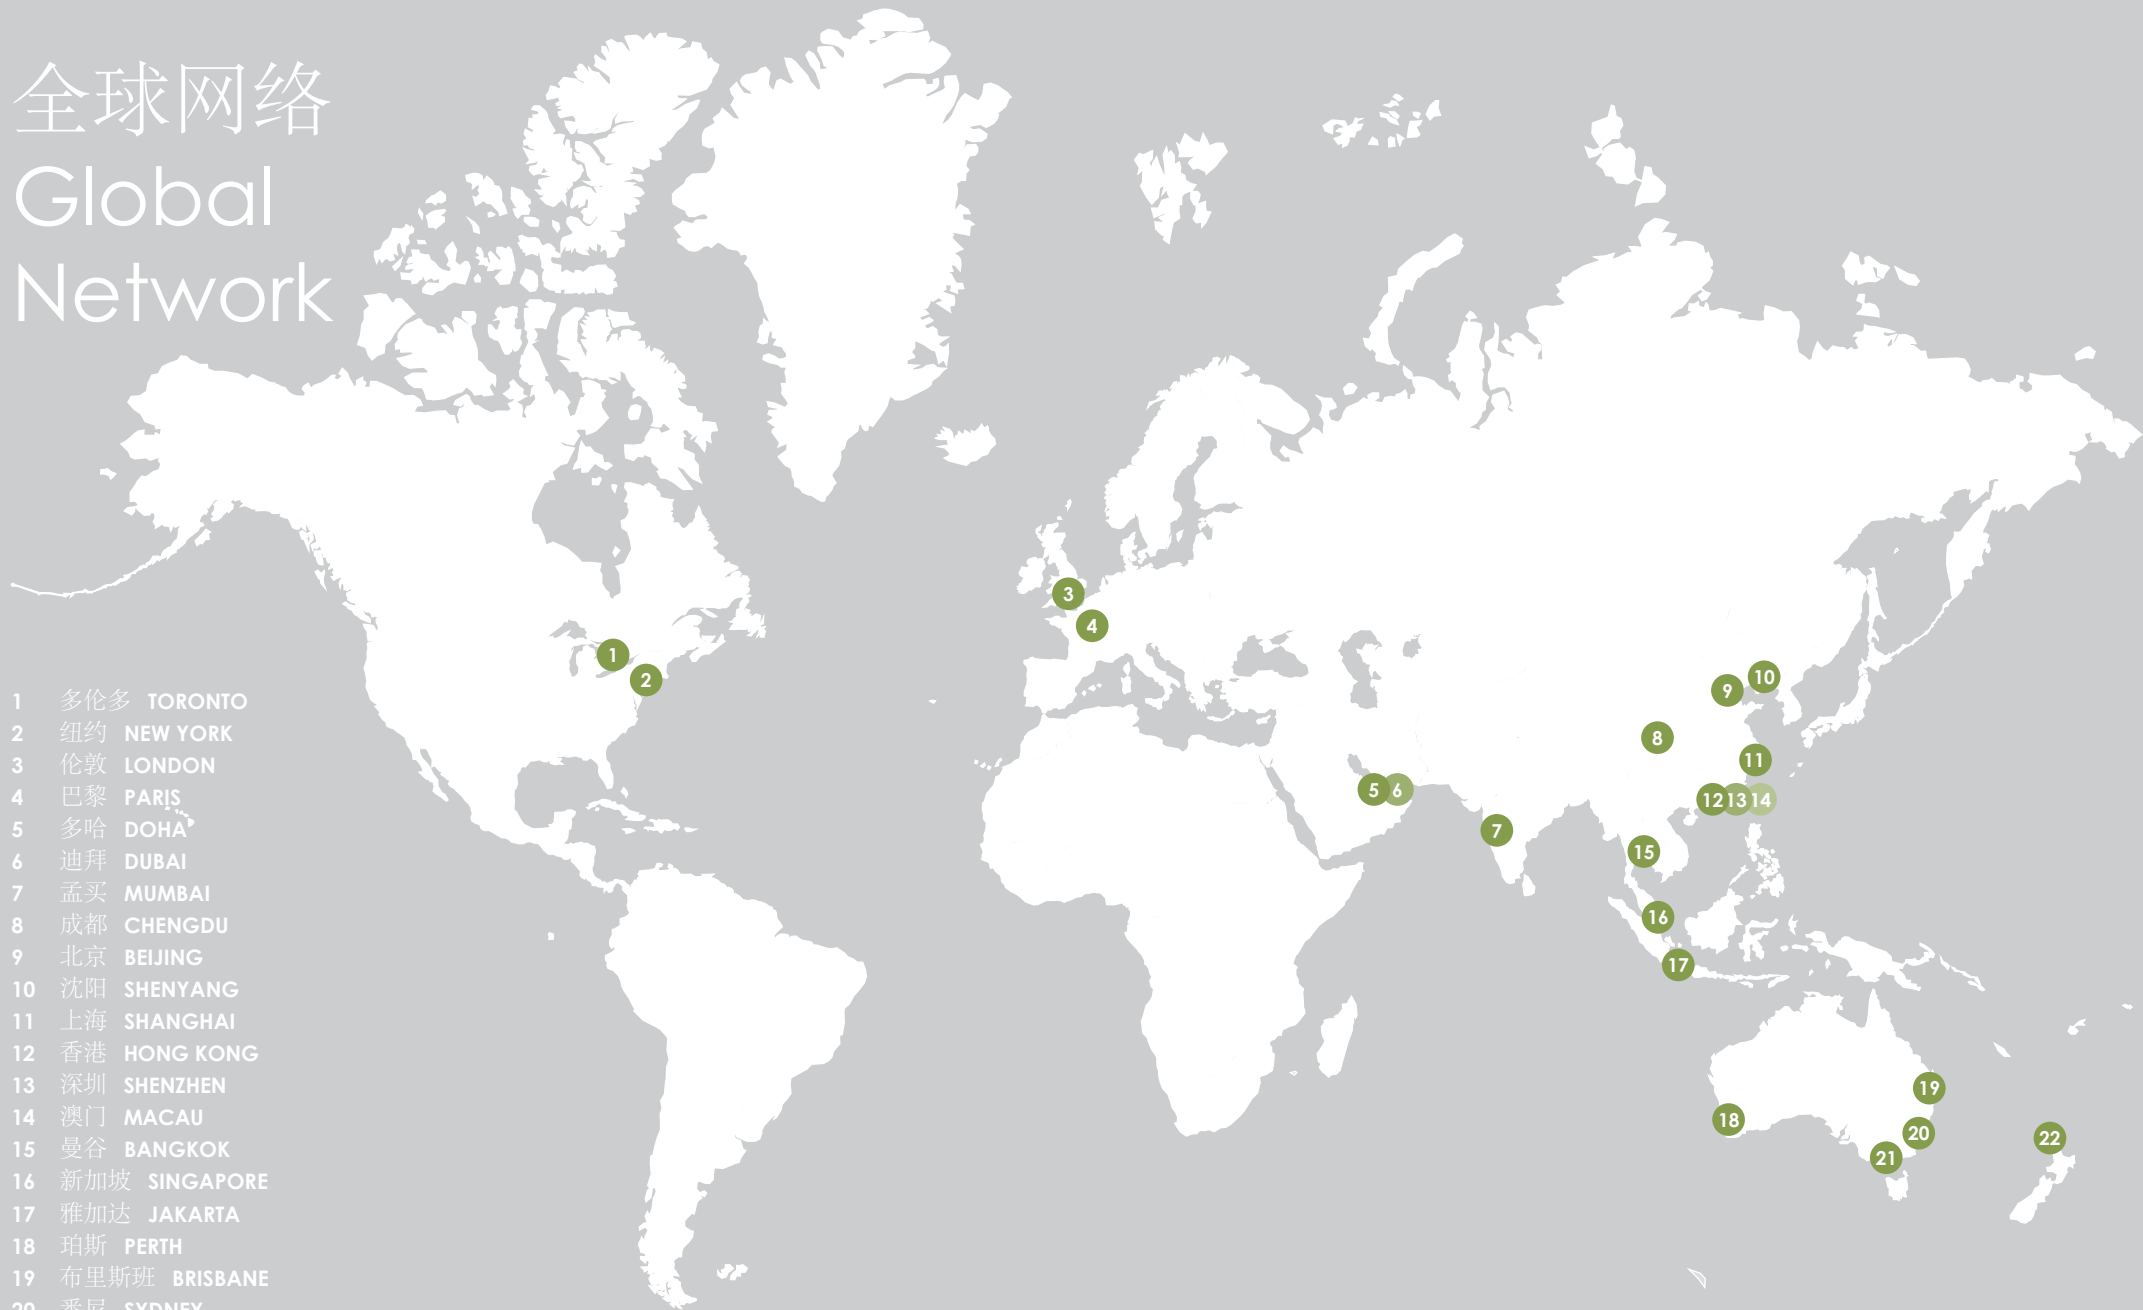 全球网络
Global
Network
1 多伦多 TORONTO
2 纽约 NEW YORK
3 伦敦 LONDON
4 巴黎 PARIS
5 多哈 DOHA
6 迪拜 DUBAI
7 孟买 MUMBAI
8 成都 CHENGDU
9 北京 BEIJING
10 沈阳 SHENYANG
11 上海 SHANGHAI
12 香港 HONG KONG
13 深圳 SHENZHEN
14 澳门 MACAU
15 曼谷 BANGKOK
16 新加坡 SINGAPORE
17 雅加达 JAKARTA
18 珀斯 PERTH
19 布里斯班 BRISBANE
20 悉尼 SYDNEY
3
4
1
2
10
9
8
11
5 6
12 13 14
7
15
16
17
19
18
20
22
21